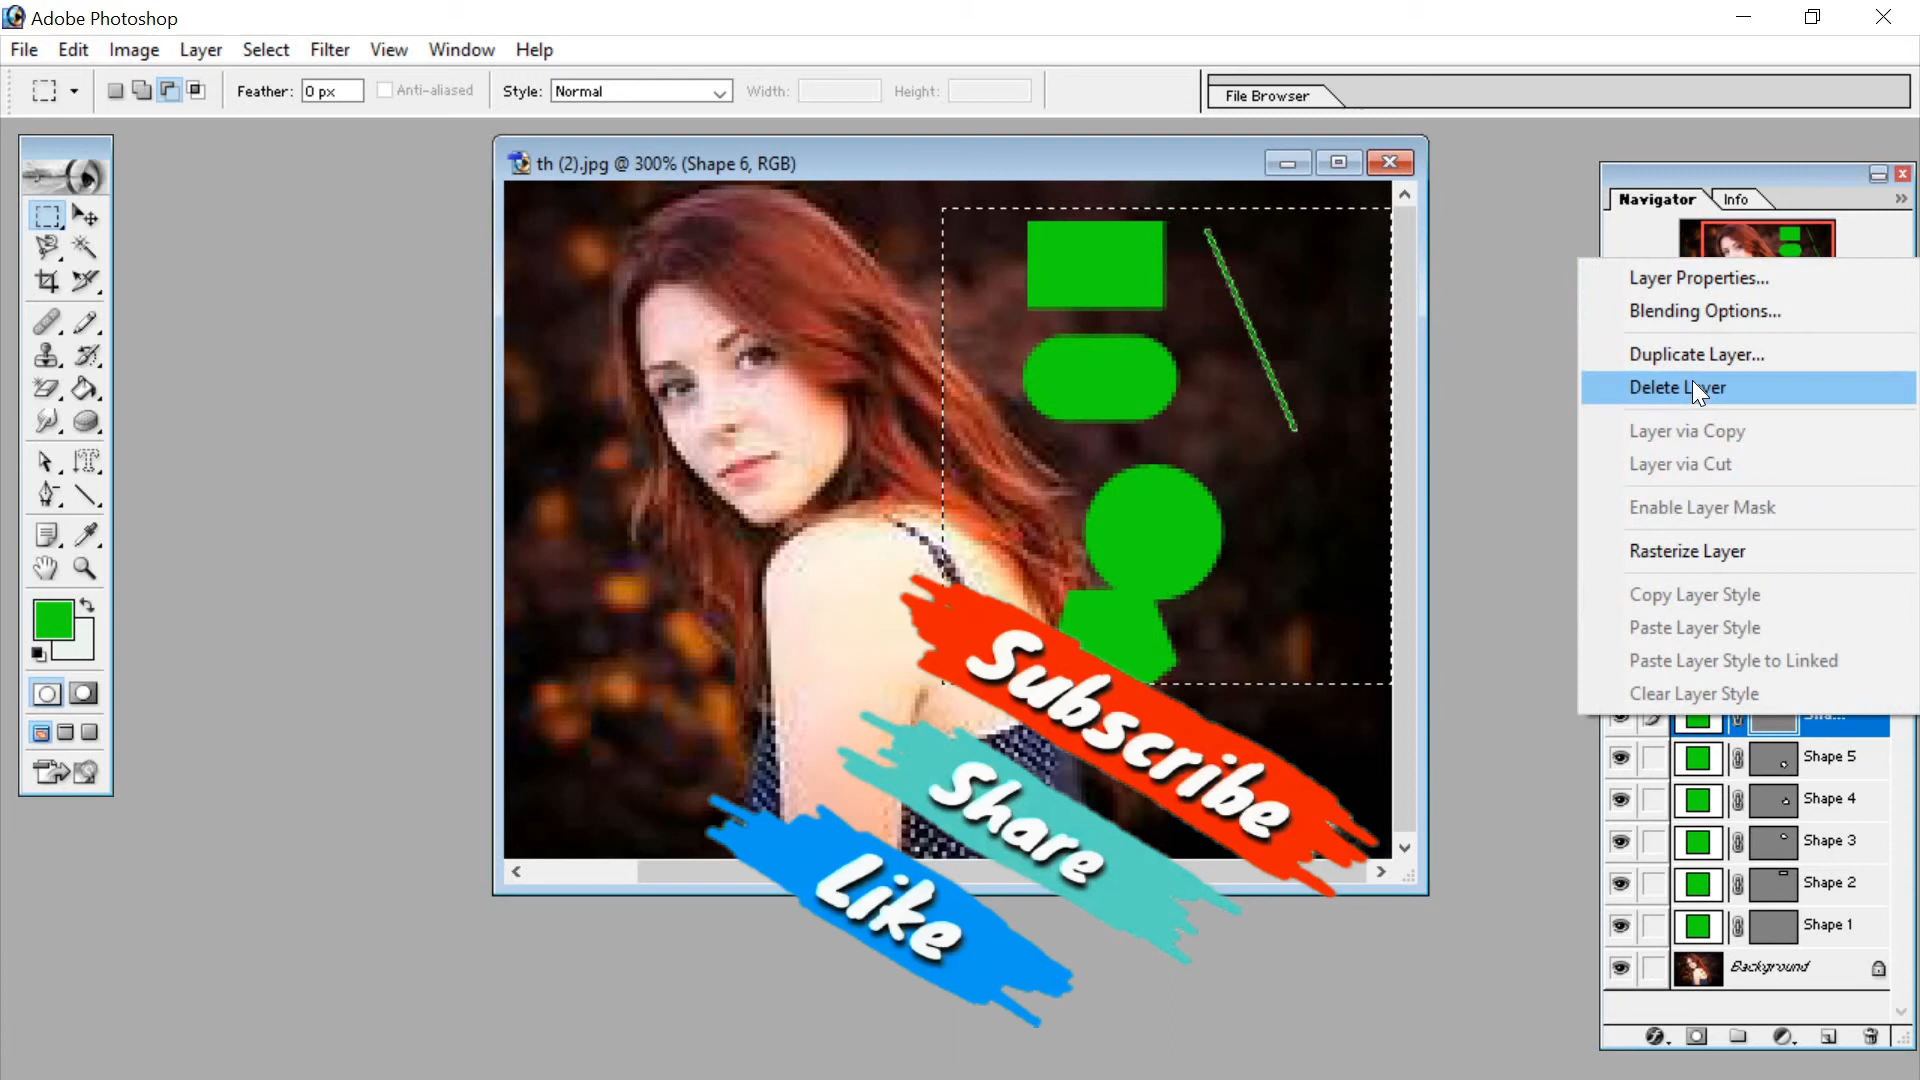 Adobe Photoshop
File Edit Image Layer Select Filter View Window Help
Feather: 0 px Anti-aliased Style: Normal Width: Height: File Browser
th (2).jpg @ 300% (Shape 6, RGB)
Navigator Info
Layer Properties...
Blending Options...
Duplicate Layer...
Delete Layer
Layer via Copy
Layer via Cut
Enable Layer Mask
Rasterize Layer
Copy Layer Style
Paste Layer Style
Paste Layer Style to Linked
Clear Layer Style
Shape 5
Shape 4
Shape 3
Shape 2
Shape 1
Background
Subscribe
Share
Like